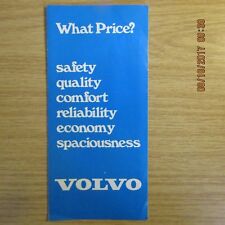 What Price?
safety
quality
comfort
reliability
economy
spaciousness
VOLVO